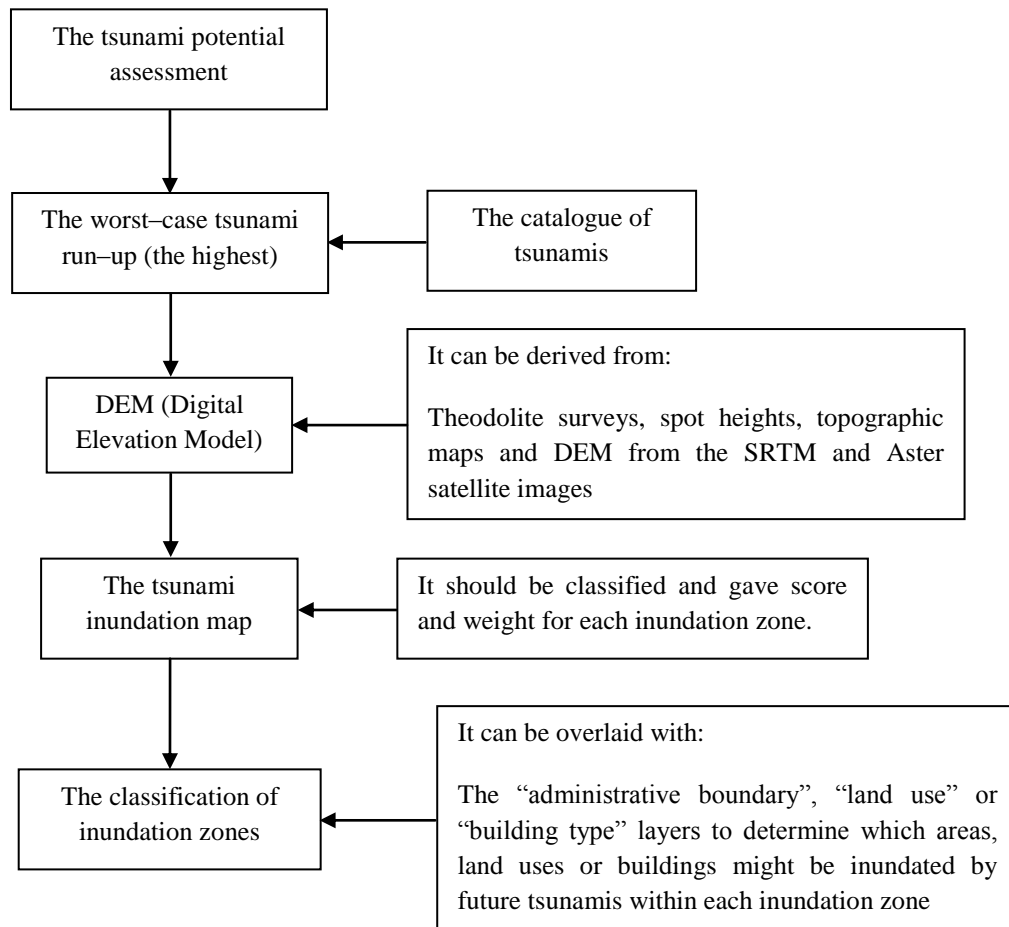 The tsunami potential
assessment
The worst–case tsunami
run–up (the highest)
The catalogue of
tsunamis
It can be derived from:
Theodolite surveys, spot heights, topographic
maps and DEM from the SRTM and Aster
satellite images
DEM (Digital
Elevation Model)
The tsunami
inundation map
It should be classified and gave score
and weight for each inundation zone.
It can be overlaid with:
The “administrative boundary”, “land use” or
“building type” layers to determine which areas,
land uses or buildings might be inundated by
future tsunamis within each inundation zone
The classification of
inundation zones